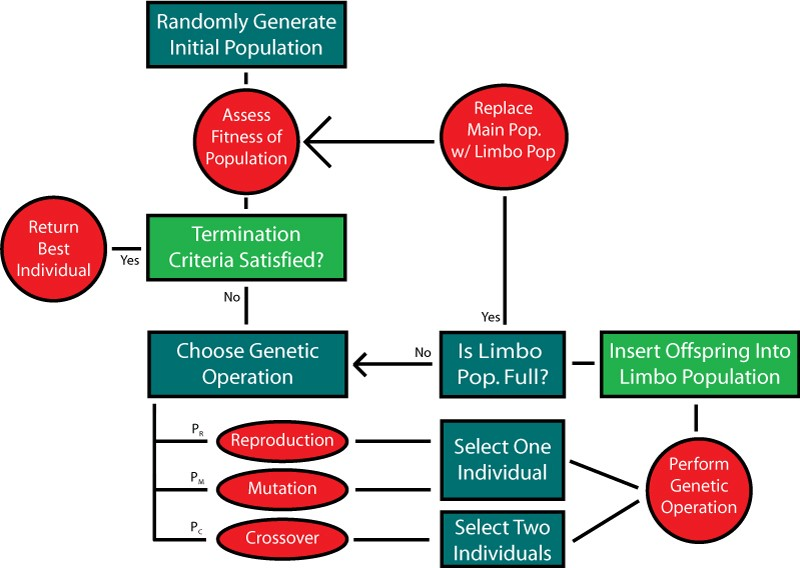 Randomly Generate
Initial Population
Assess
Fitness of
Population
Replace
Main Pop.
w/ Limbo Pop
Return
Best
Individual
Yes
Termination
Criteria Satisfied?
No
Yes
Choose Genetic
Operation
No
Is Limbo
Pop. Full?
Insert Offspring Into
Limbo Population
PR
Reproduction
Select One
Individual
PM
Mutation
Perform
Genetic
Operation
PC
Crossover
Select Two
Individuals